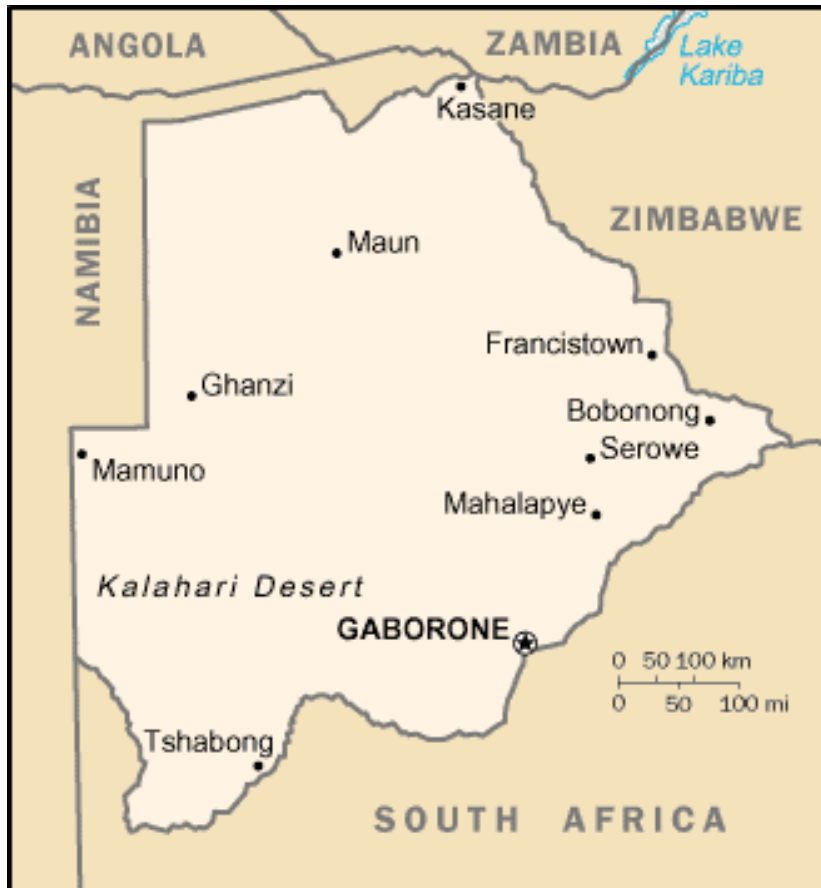 ANGOLA
ZAMBIA
Lake
Kariba
Kasane
NAMIBIA
ZIMBABWE
Maun
Francistown
Ghanzi
Bobonong
Serowe
Mamuno
Mahalapye
Kalahari Desert
GABORONE
0 50 100 km
0 50 100 mi
Tshabong
SOUTH AFRICA